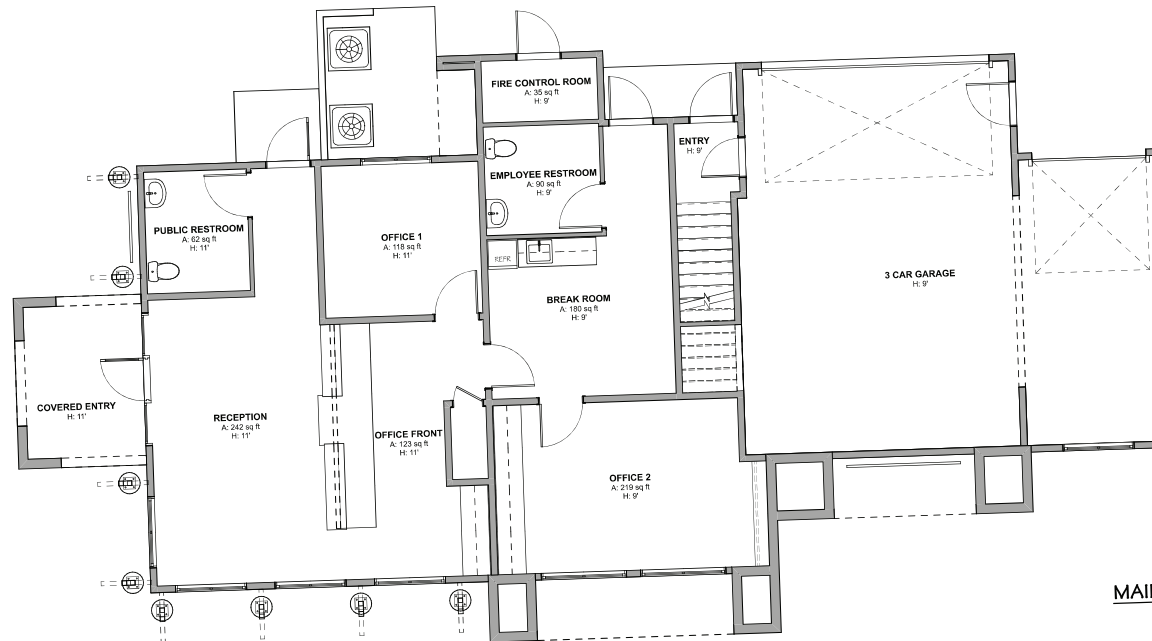 FIRE CONTROL ROOM
A: 35 sq ft
H: 9'
ENTRY
H: 9'
EMPLOYEE RESTROOM
A: 90 sq ft
H: 9'
PUBLIC RESTROOM
A: 62 sq ft
H: 11'
OFFICE 1
A: 118 sq ft
H: 11'
REFR.
3 CAR GARAGE
H: 9'
BREAK ROOM
A: 180 sq ft
H: 9'
COVERED ENTRY
H: 11'
RECEPTION
A: 242 sq ft
H: 11'
OFFICE FRONT
A: 123 sq ft
H: 11'
OFFICE 2
A: 219 sq ft
H: 9'
MAI